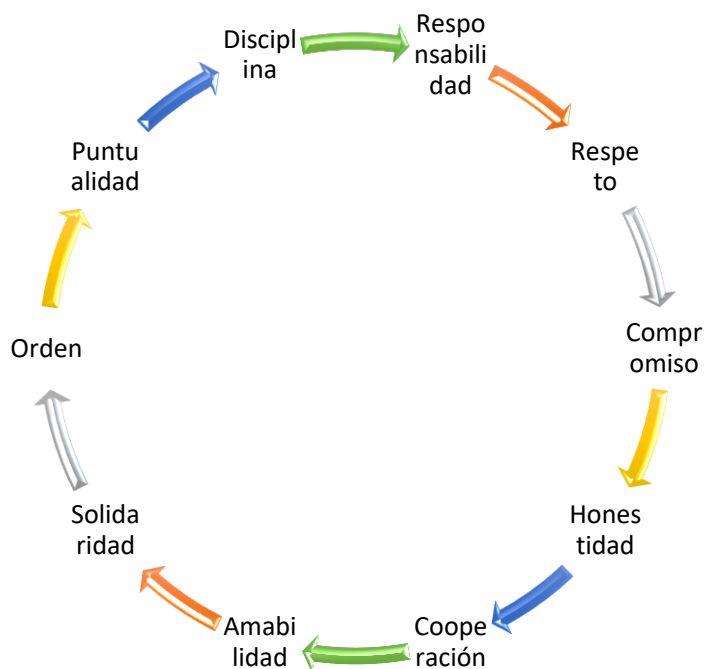 Discipl
ina
Respo
nsabili
dad
Respe
to
Compr
omiso
Hones
tidad
Coope
ración
Amabi
lidad
Solida
ridad
Orden
Puntu
alidad